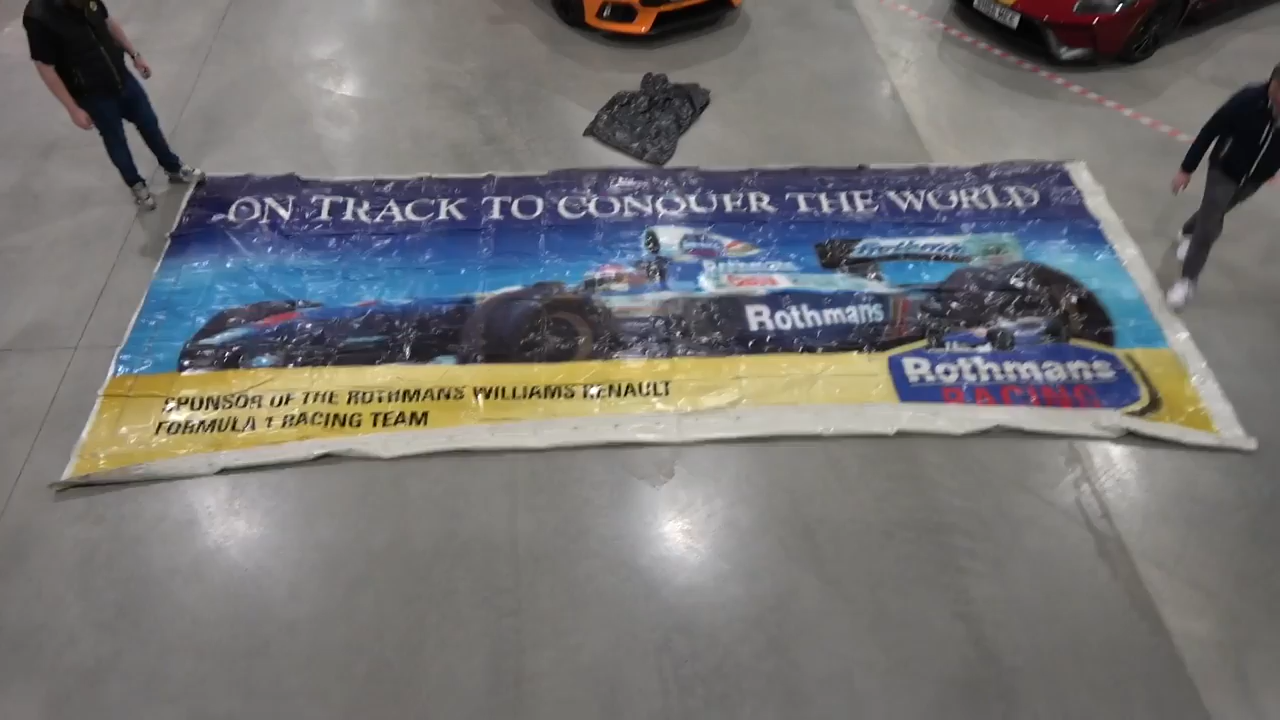 ON TRACK TO CONQUER THE WORLD
Rothmans
Rothmans
Rothmans
RACING
SPONSOR OF THE ROTHMANS WILLIAMS RENAULT
FORMULA 1 RACING TEAM